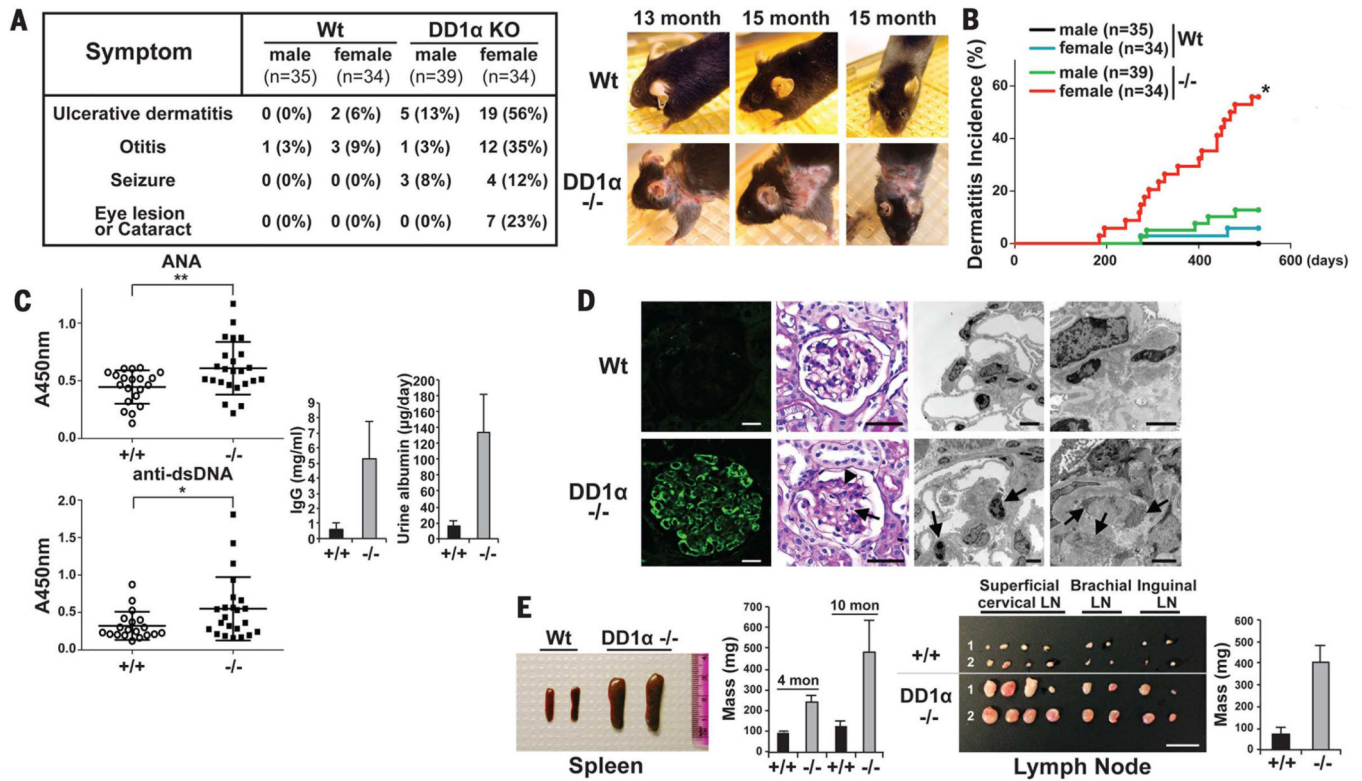 A
Symptom
Wt
DD1α KO
male
female
male
female
(n=35)
(n=34)
(n=39)
(n=34)
Ulcerative dermatitis
0 (0%)
2 (6%)
5 (13%)
19 (56%)
Otitis
1 (3%)
3 (9%)
1 (3%)
12 (35%)
Seizure
0 (0%)
0 (0%)
3 (8%)
4 (12%)
Eye lesion
or Cataract
0 (0%)
0 (0%)
0 (0%)
7 (23%)
13 month
15 month
15 month
Wt
DD1α
-/-
B
Dermatitis Incidence (%)
80
60
40
20
0
0
200
400
600
(days)
male (n=35)
female (n=34)
Wt
male (n=39)
female (n=34)
-/-
*
C
ANA
**
A450nm
1.0
0.5
0.0
+/+
-/-
anti-dsDNA
*
A450nm
2.0
1.5
1.0
0.5
0.0
+/+
-/-
IgG (mg/ml)
9
8
7
6
5
4
3
2
1
0
+/+
-/-
Urine albumin (µg/day)
200
180
160
140
120
100
80
60
40
20
0
+/+
-/-
D
Wt
DD1α
-/-
E
Wt
DD1α -/-
Spleen
Mass (mg)
700
600
500
400
300
200
100
0
4 mon
10 mon
+/+
-/-
+/+
-/-
Superficial
cervical LN
Brachial
LN
Inguinal
LN
+/+
1
2
DD1α
-/-
1
2
Lymph Node
Mass (mg)
600
500
400
300
200
100
0
+/+
-/-